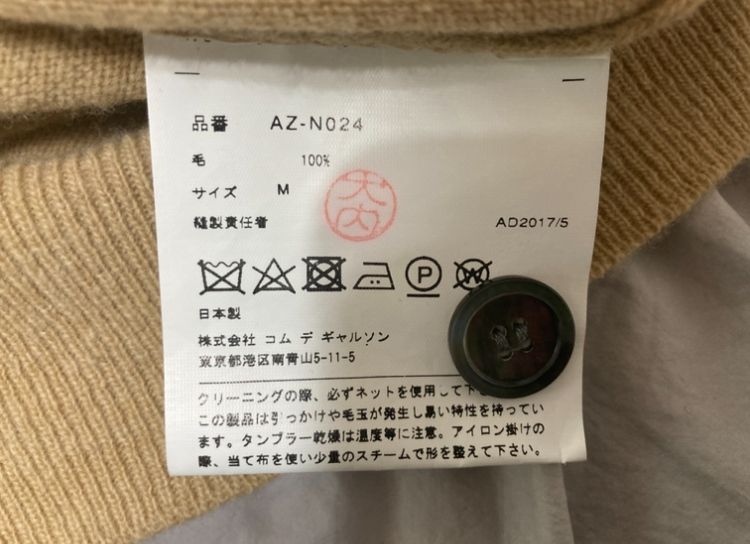 品番 AZ-N024
毛 100%
サイズ M
大内
縫製責任者 AD2017/5
P W
日本製
株式会社 コム デ ギャルソン
東京都港区南青山5-11-5
クリーニングの際、必ずネットを使用して下
この製品は引っかけや毛玉が発生し易い特性を持ってい
ます。タンブラー乾燥は温度等に注意。アイロン掛けの
際、当て布を使い少量のスチームで形を整えて下さい。